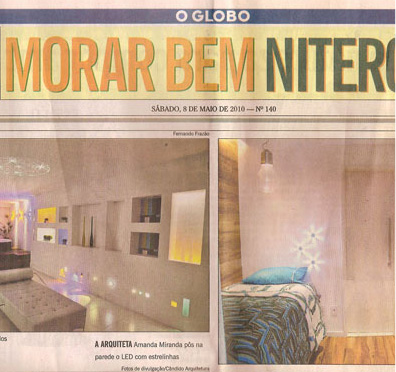 O GLOBO
MORAR BEM NITERO
SÁBADO, 8 DE MAIO DE 2010 — Nº 140
Fernando Frazão
dos
A ARQUITETA Amanda Miranda pôs na
parede o LED com estrelinhas
Fotos de divulgação/Cândido Arquitetura